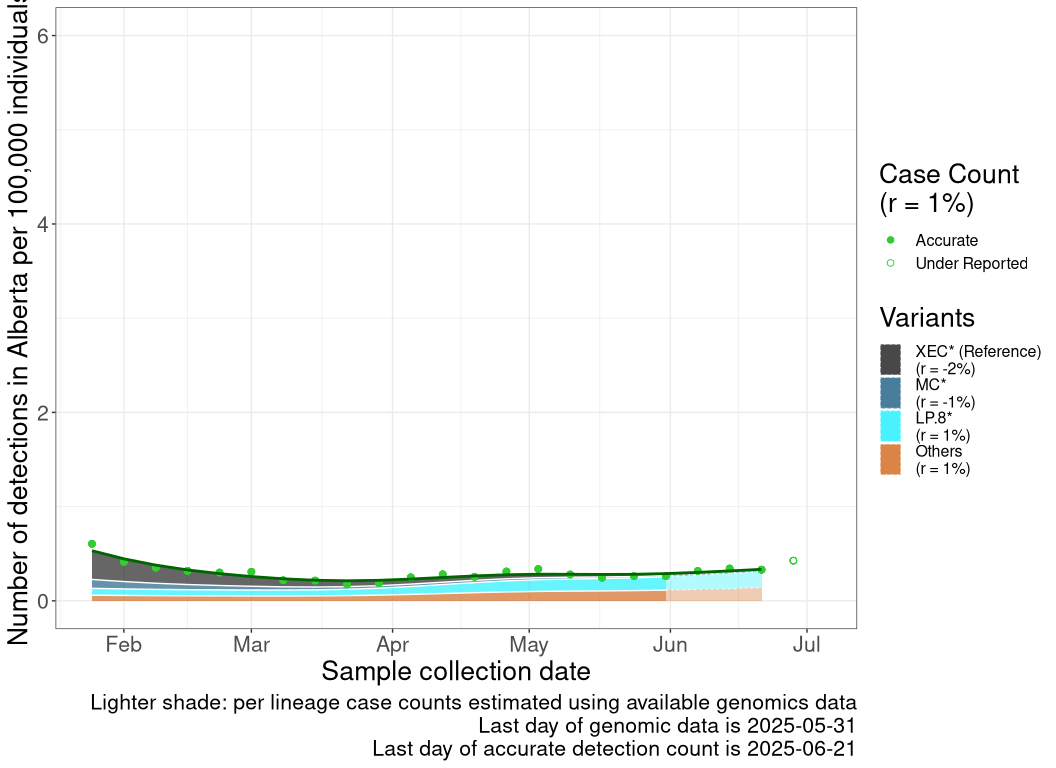 Number of detections in Alberta per 100,000 individuals
6
4
2
0
Feb
Mar
Apr
May
Jun
Jul
Sample collection date
Lighter shade: per lineage case counts estimated using available genomics data
Last day of genomic data is 2025-05-31
Last day of accurate detection count is 2025-06-21
Case Count
(r = 1%)
Accurate
Under Reported
Variants
XEC* (Reference)
(r = -2%)
MC*
(r = -1%)
LP.8*
(r = 1%)
Others
(r = 1%)